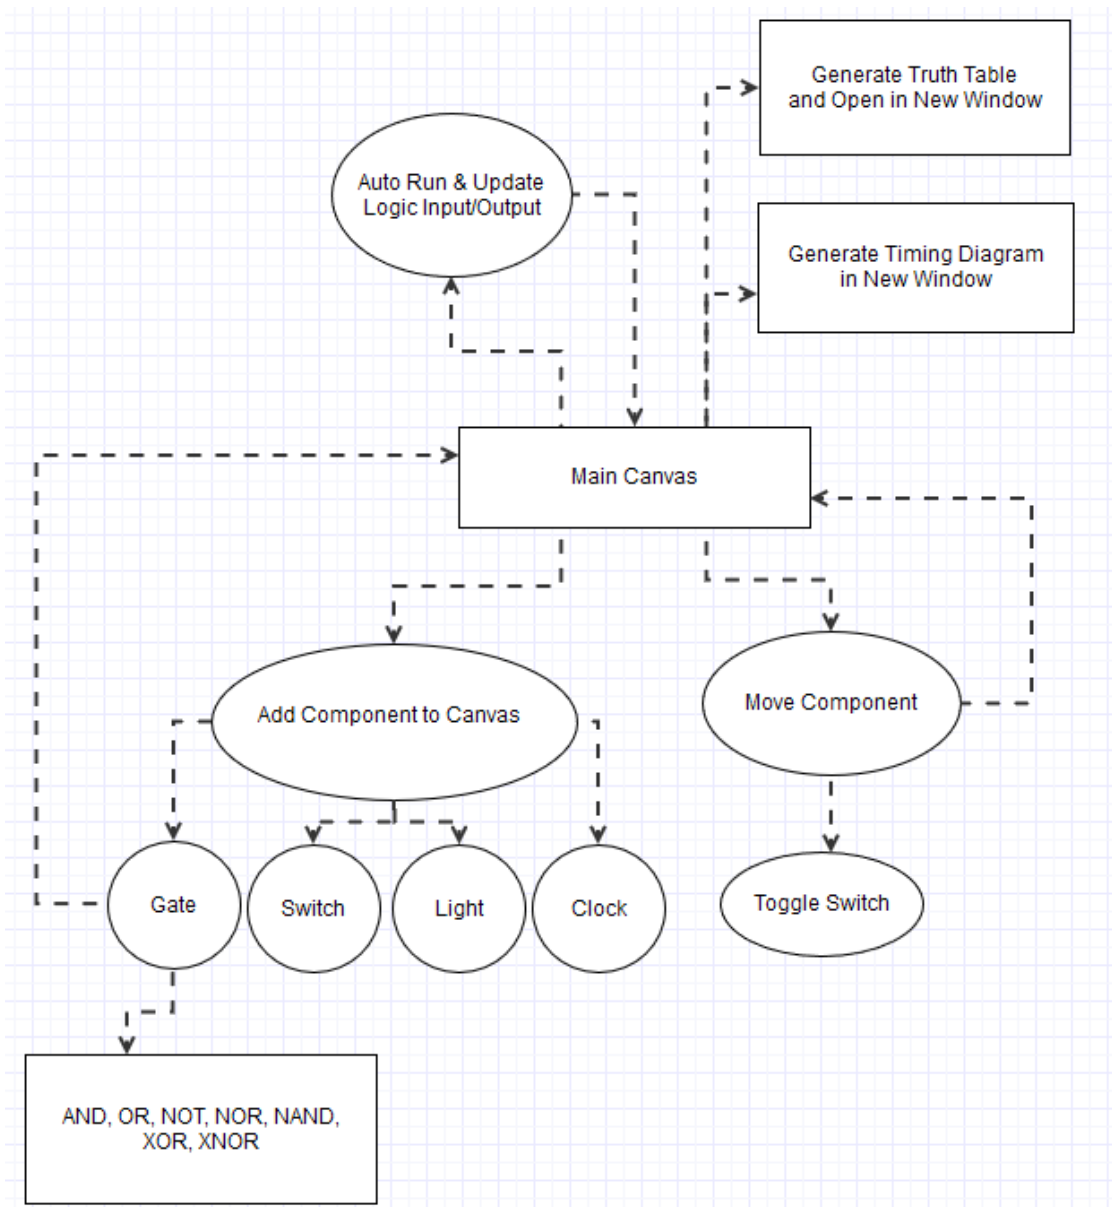 Generate Truth Table
and Open in New Window
Auto Run & Update
Logic Input/Output
Generate Timing Diagram
in New Window
Main Canvas
Add Component to Canvas
Move Component
Gate
Switch
Light
Clock
Toggle Switch
AND, OR, NOT, NOR, NAND,
XOR, XNOR